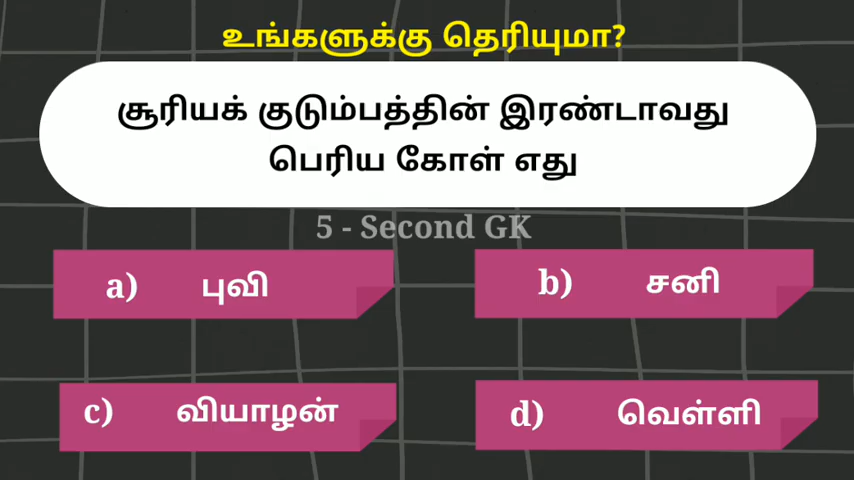 உங்களுக்கு தெரியுமா?
சூரியக் குடும்பத்தின் இரண்டாவது
பெரிய கோள் எது
5 - Second GK
a) புவி
b) சனி
c) வியாழன்
d) வெள்ளி